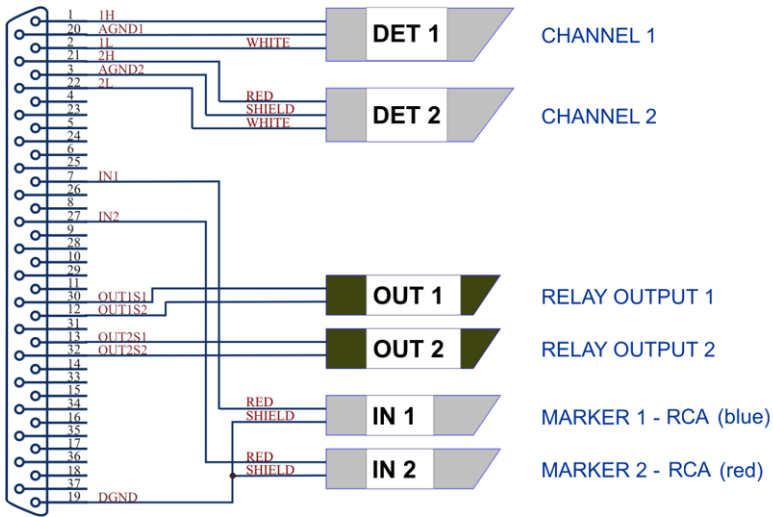 1 1H
20 AGND1
2 1L WHITE
21 2H
3 AGND2
22 2L
4
23
5
24
6
25
7 IN1
26
8
27 IN2
9
28
10
29
11
30 OUT1S1
12 OUT1S2
31
13 OUT2S1
32 OUT2S2
14
33
15
34
16
35
17
36
18
37
19 DGND
DET 1 CHANNEL 1
RED
SHIELD
WHITE
DET 2 CHANNEL 2
OUT 1 RELAY OUTPUT 1
OUT 2 RELAY OUTPUT 2
RED
SHIELD
IN 1 MARKER 1 - RCA (blue)
RED
SHIELD
IN 2 MARKER 2 - RCA (red)